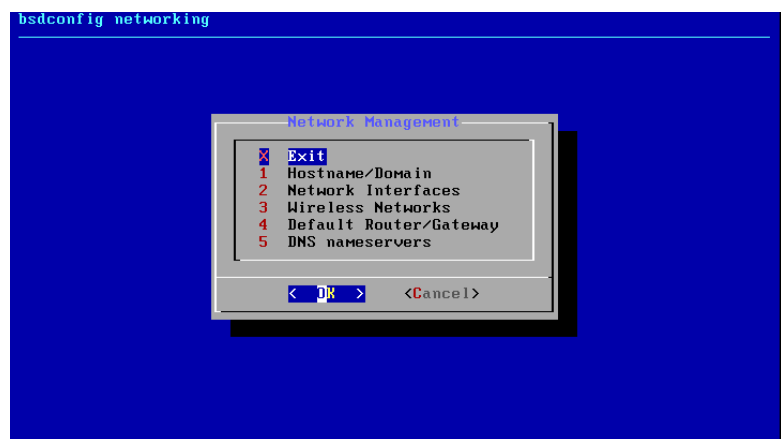 bsdconfig networking
Network Management
X Exit
1 Hostname/Domain
2 Network Interfaces
3 Wireless Networks
4 Default Router/Gateway
5 DNS nameservers
< OK > <Cancel>